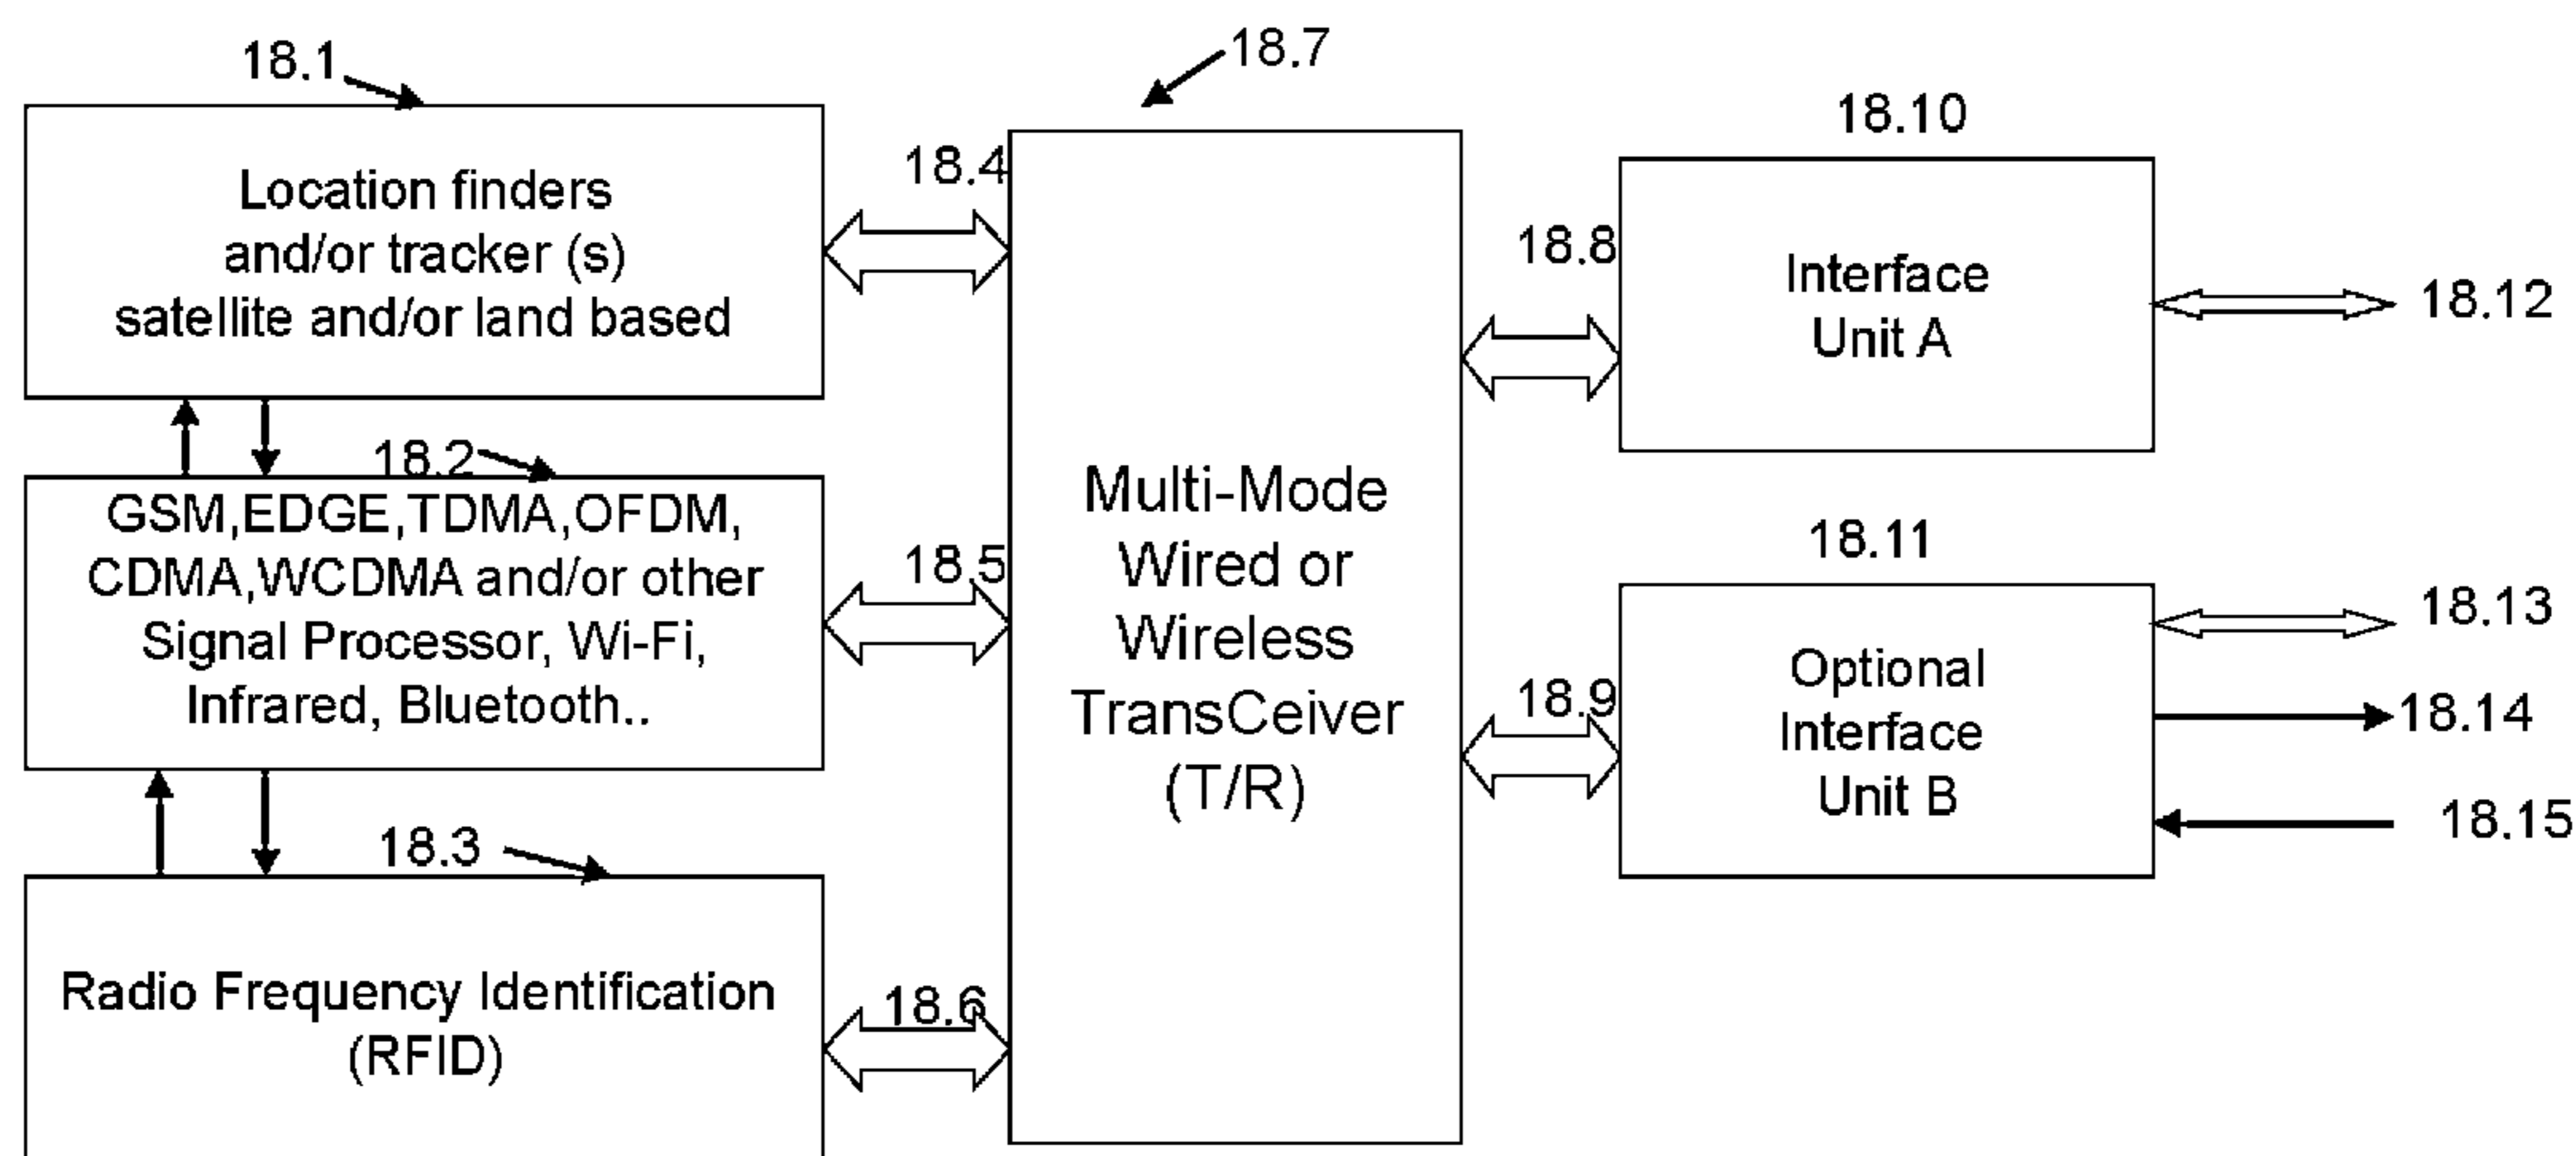 18.1
Location finders
and/or tracker (s)
satellite and/or land based
18.2
GSM,EDGE,TDMA,OFDM,
CDMA,WCDMA and/or other
Signal Processor, Wi-Fi,
Infrared, Bluetooth..
18.3
Radio Frequency Identification
(RFID)
18.4
18.5
18.6
18.7
Multi-Mode
Wired or
Wireless
TransCeiver
(T/R)
18.8
18.9
18.10
Interface
Unit A
18.11
Optional
Interface
Unit B
18.12
18.13
18.14
18.15